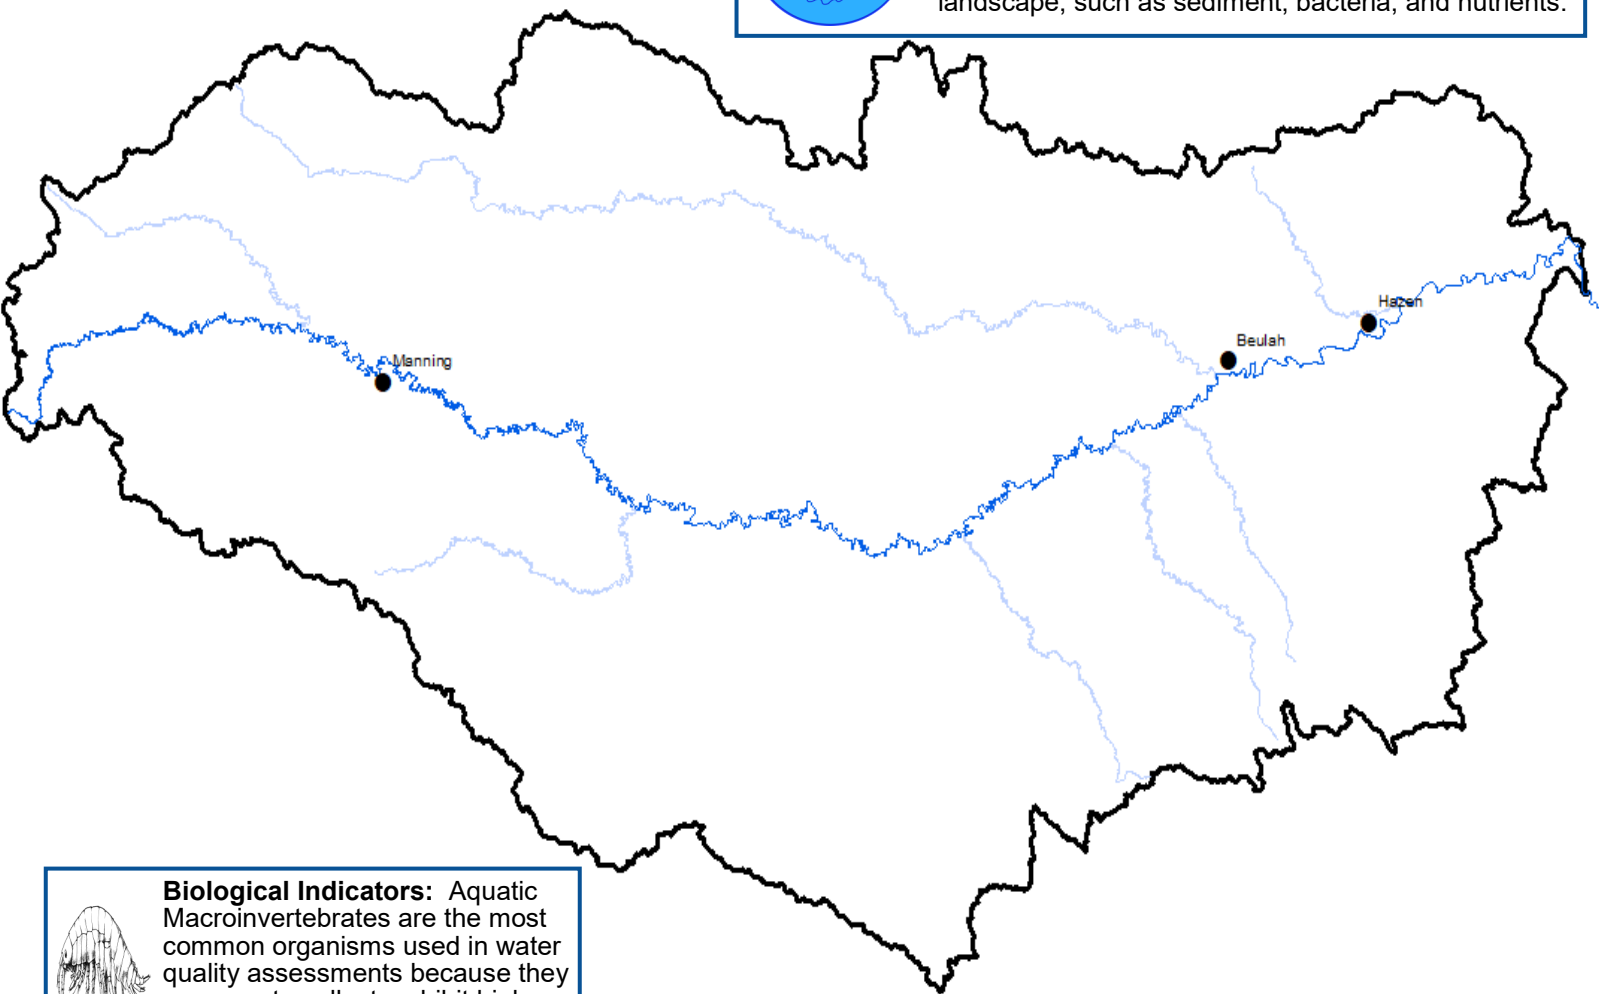 landscape, such as sediment, bacteria, and nutrients.
Hazen
Beulah
Manning
Biological Indicators: Aquatic
Macroinvertebrates are the most
common organisms used in water
quality assessments because they